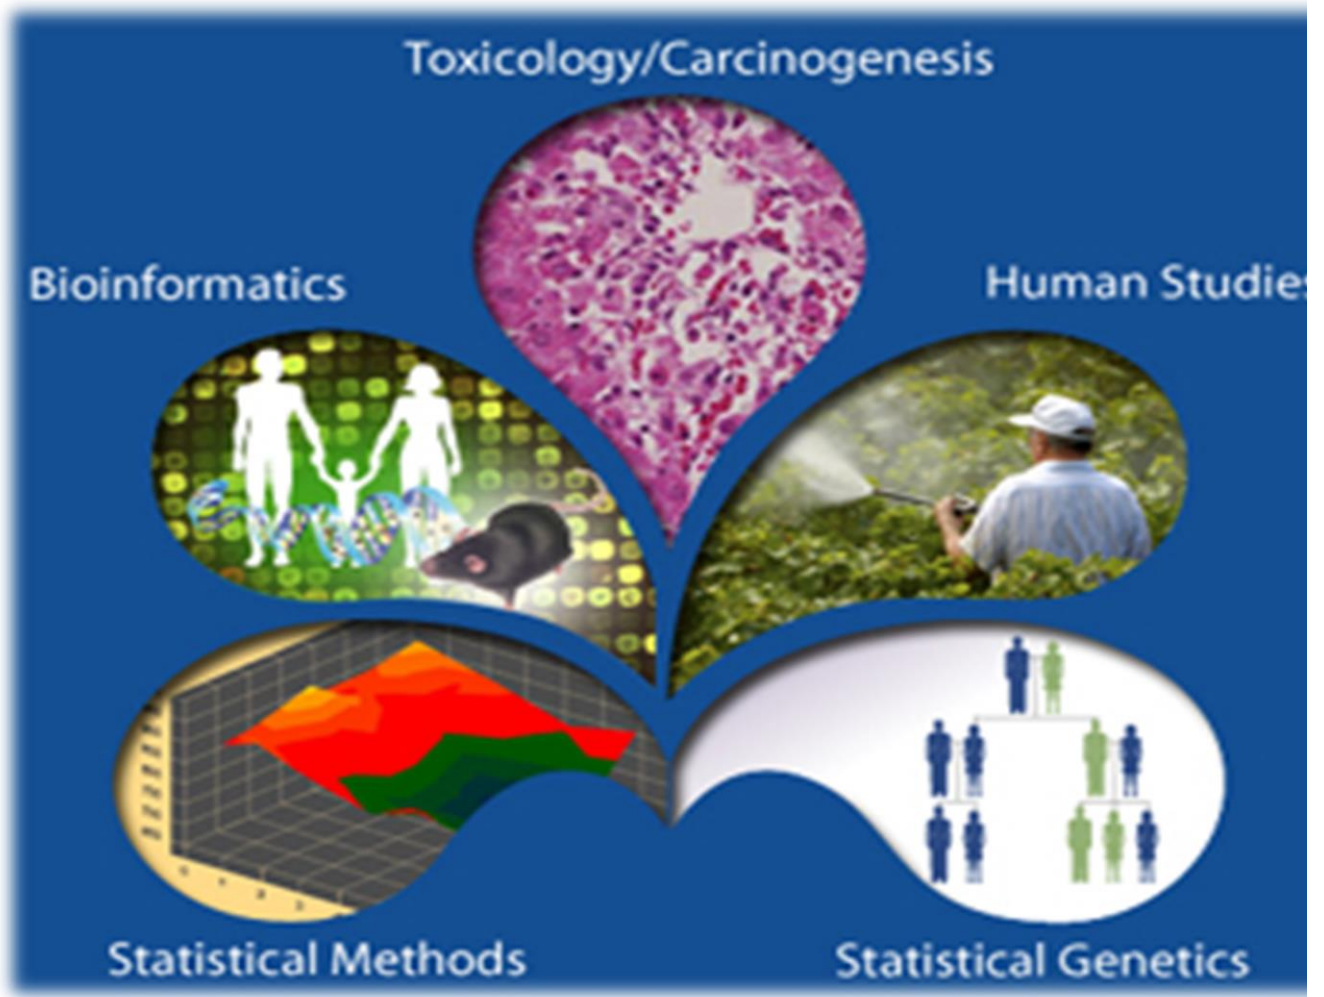 Toxicology/Carcinogenesis
Bioinformatics
Human Studies
Statistical Methods
Statistical Genetics